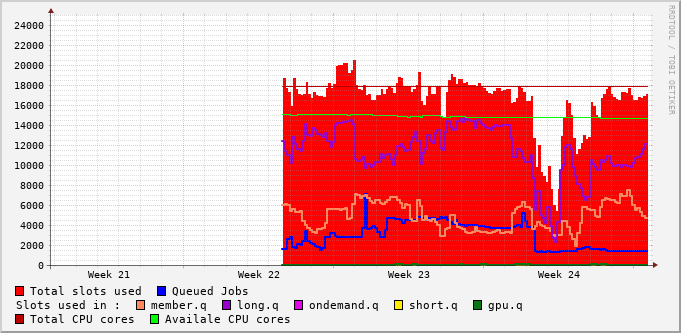 24000
22000
20000
18000
16000
14000
12000
10000
8000
6000
4000
2000
0
Week 21 Week 22 Week 23 Week 24
RRDTOOL / TOBI OETIKER
Total slots used Queued Jobs
Slots used in : member.q long.q ondemand.q short.q gpu.q
Total CPU cores Availale CPU cores